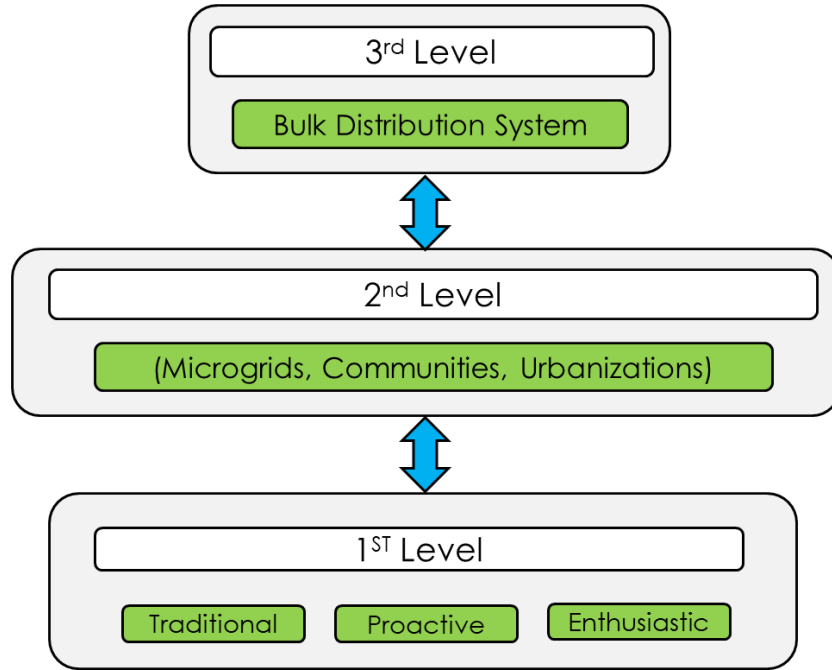 3rd Level
Bulk Distribution System
2nd Level
(Microgrids, Communities, Urbanizations)
1ST Level
Traditional
Proactive
Enthusiastic